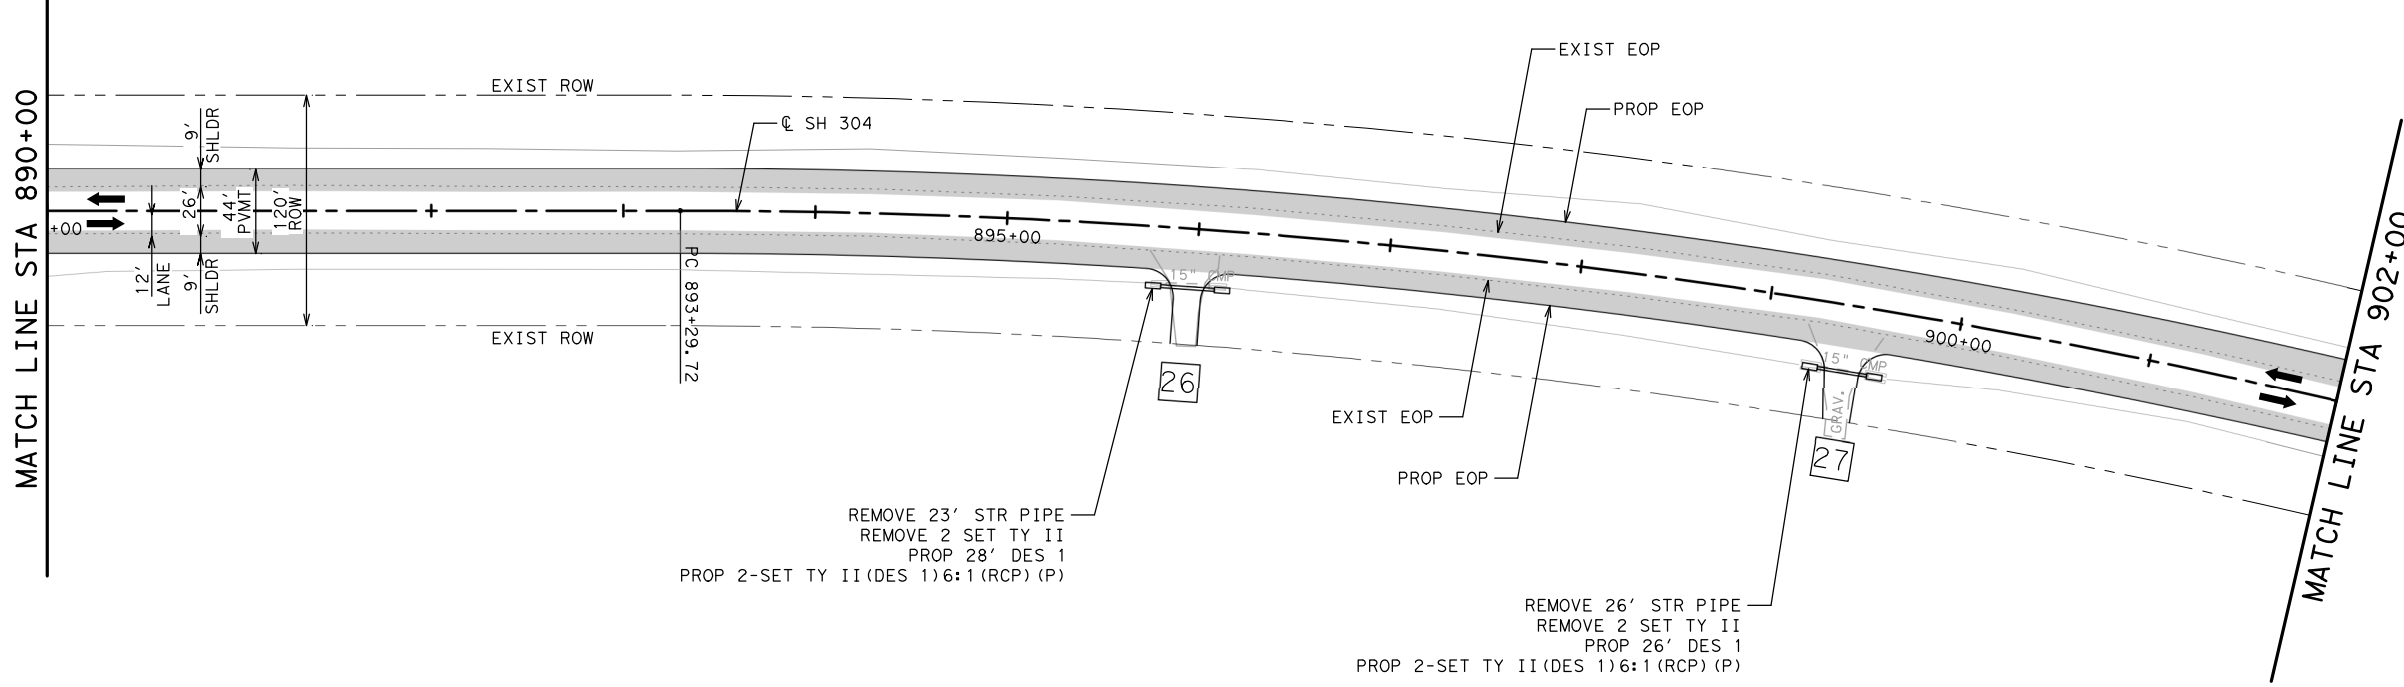 MATCH LINE STA 890+00
EXIST ROW
9'
SHLDR
26'
44'
PVMT
120'
ROW
+00
12'
LANE
9'
SHLDR
EXIST ROW
℄ SH 304
PC 893+29.72
895+00
EXIST EOP
PROP EOP
15" CMP
26
EXIST EOP
PROP EOP
REMOVE 23' STR PIPE
REMOVE 2 SET TY II
PROP 28' DES 1
PROP 2-SET TY II(DES 1)6:1(RCP)(P)
900+00
15" CMP
GRAV.
27
REMOVE 26' STR PIPE
REMOVE 2 SET TY II
PROP 26' DES 1
PROP 2-SET TY II(DES 1)6:1(RCP)(P)
MATCH LINE STA 902+00